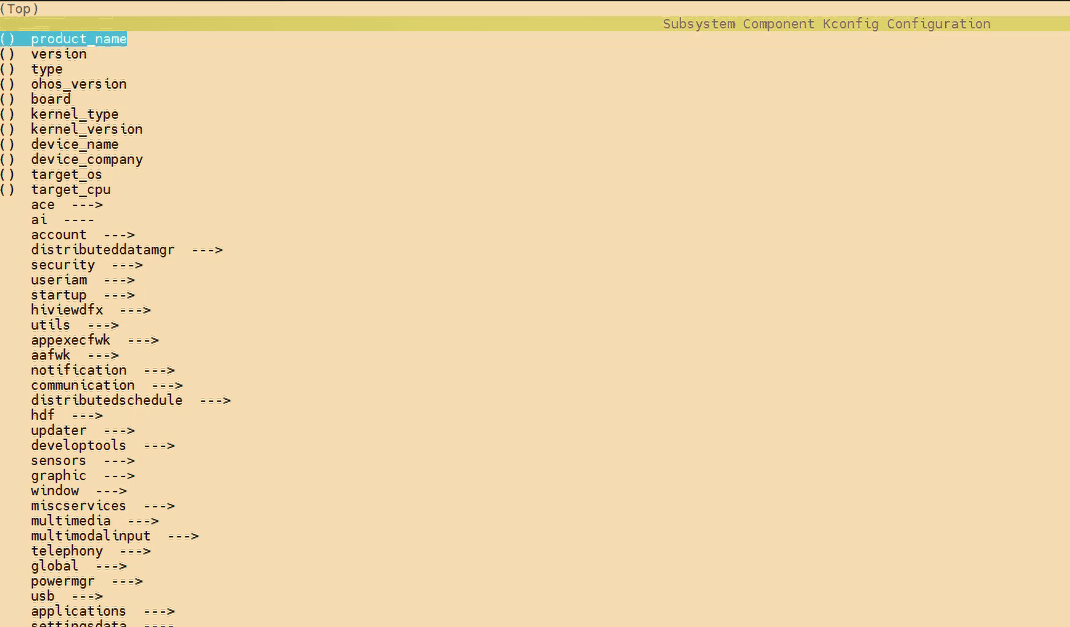 (Top)
Subsystem Component Kconfig Configuration
() product_name
() version
() type
() ohos_version
() board
() kernel_type
() kernel_version
() device_name
() device_company
() target_os
() target_cpu
ace --->
ai ----
account --->
distributeddatamgr --->
security --->
useriam --->
startup --->
hiviewdfx --->
utils --->
appexecfwk --->
aafwk --->
notification --->
communication --->
distributedschedule --->
hdf --->
updater --->
developtools --->
sensors --->
graphic --->
window --->
miscservices --->
multimedia --->
multimodalinput --->
telephony --->
global --->
powermgr --->
usb --->
applications --->
settingsdata ----